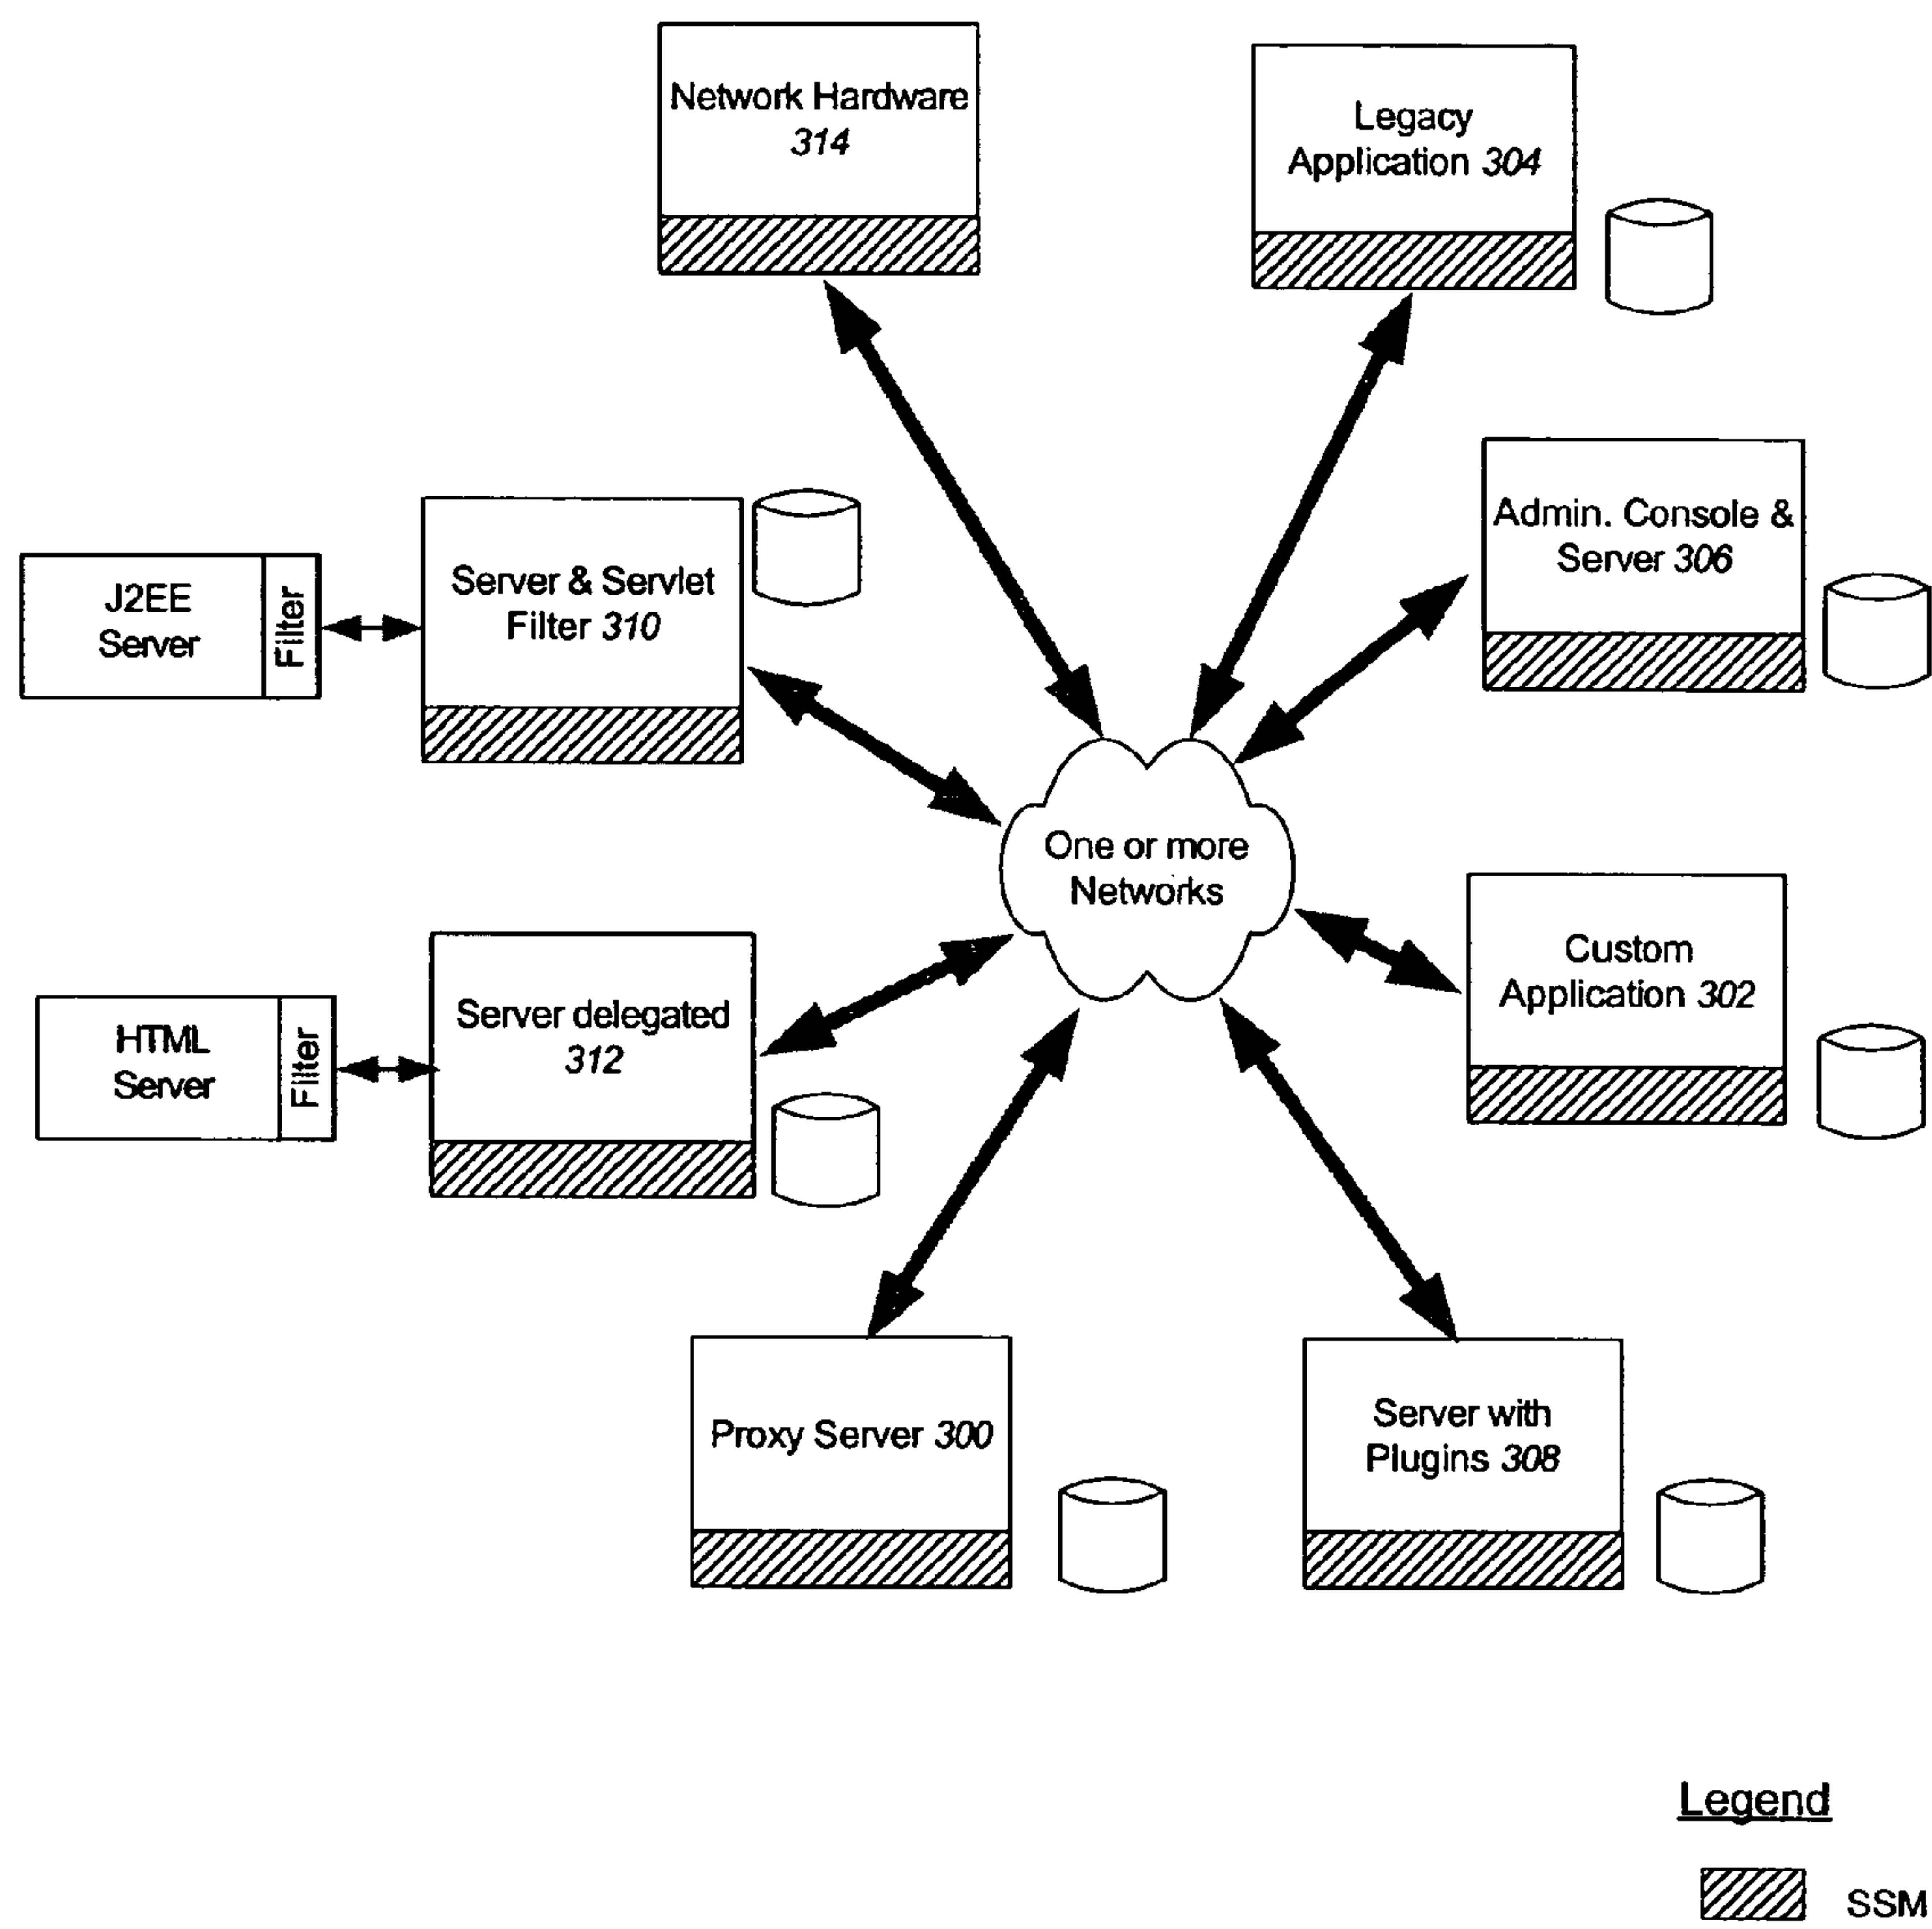 Network Hardware
314
Legacy
Application 304
Admin. Console &
Server 306
J2EE
Server
Filter
Server & Servlet
Filter 310
One or more
Networks
Custom
Application 302
HTML
Server
Filter
Server delegated
312
Proxy Server 300
Server with
Plugins 308
Legend
SSM